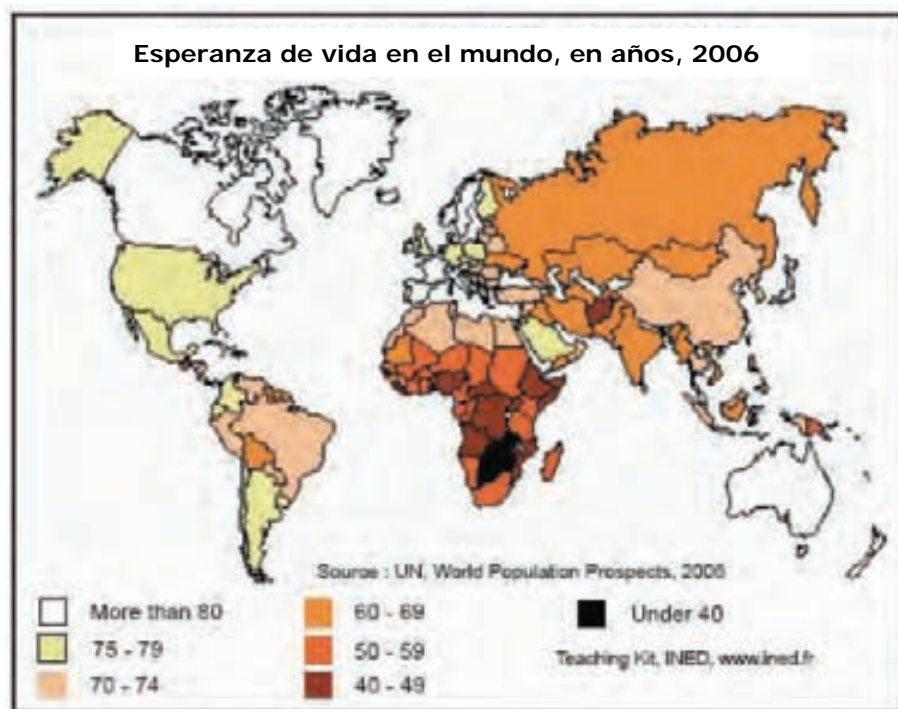 Esperanza de vida en el mundo, en años, 2006
Source : UN, World Population Prospects, 2006
More than 80
75 - 79
70 - 74
60 - 69
50 - 59
40 - 49
Under 40
Teaching Kit, INED, www.ined.fr